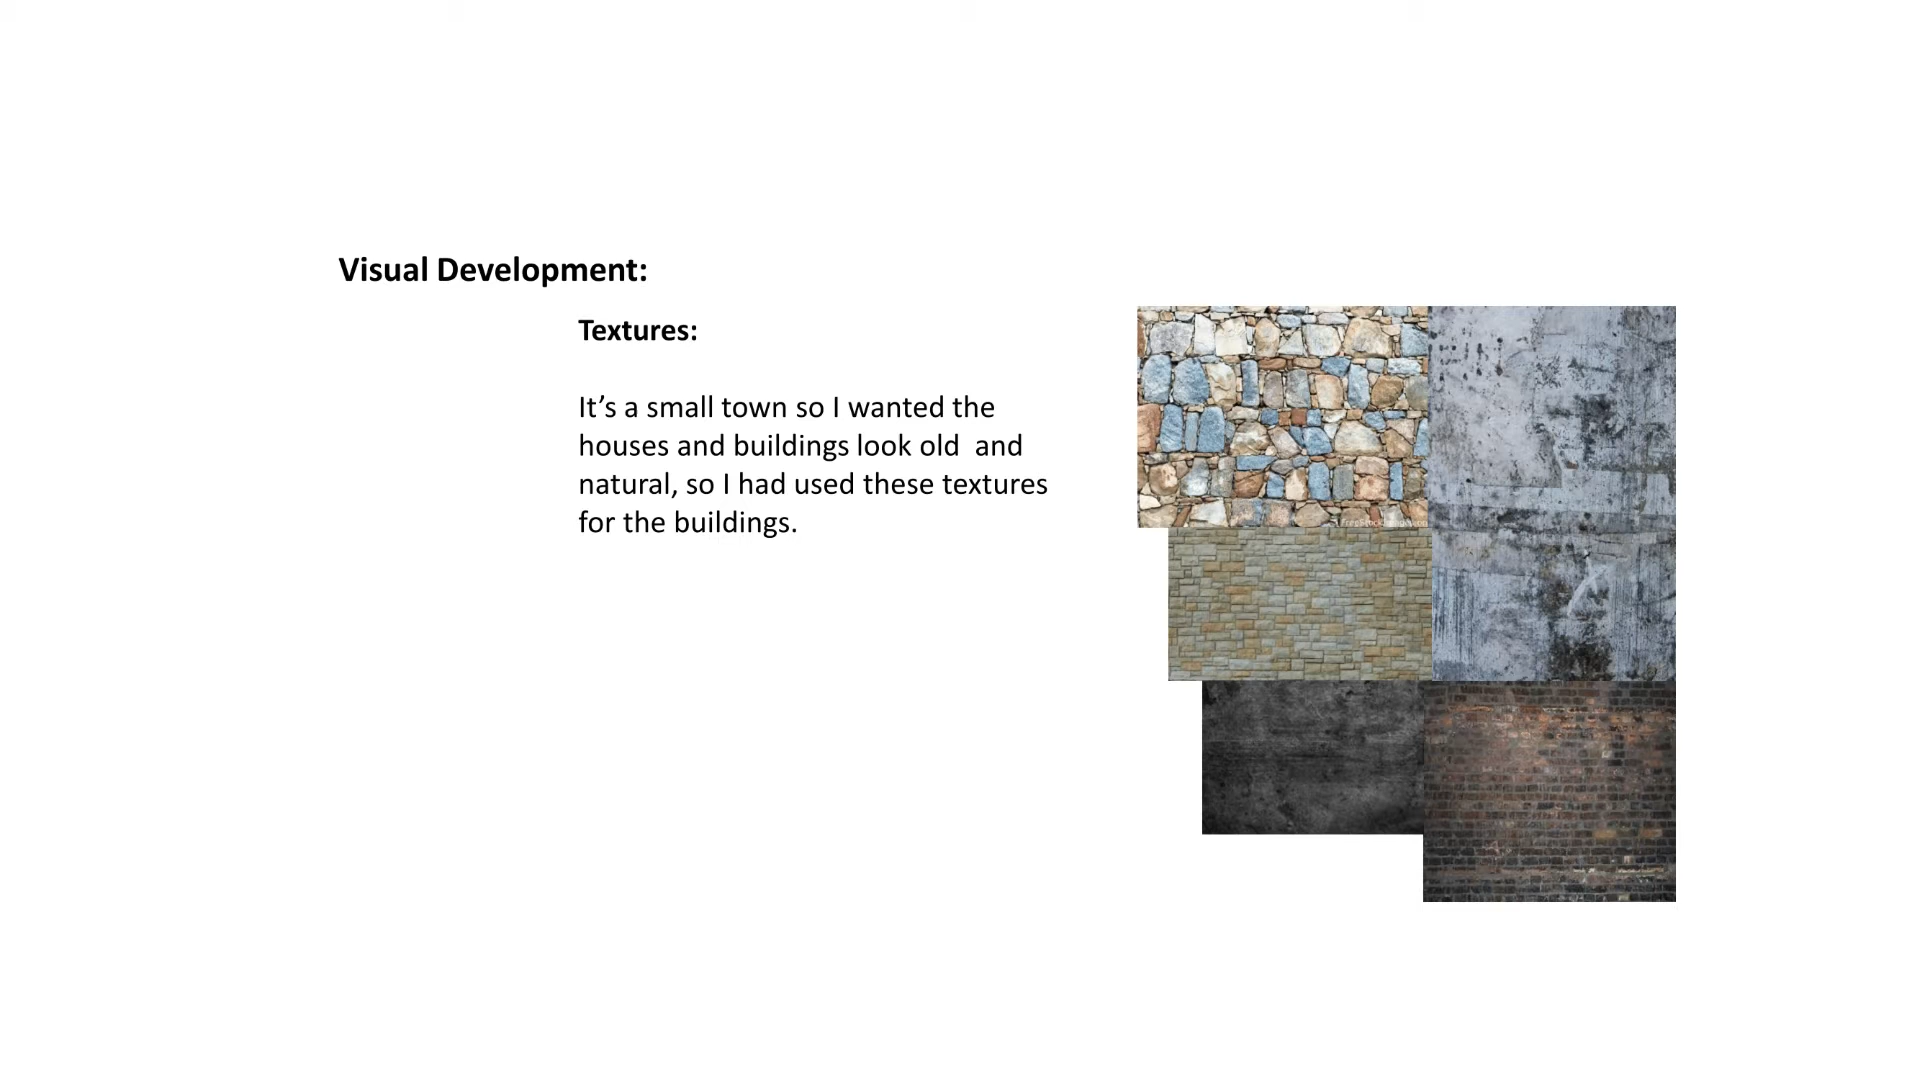 Visual Development:
Textures:
It’s a small town so I wanted the
houses and buildings look old  and
natural, so I had used these textures
for the buildings.